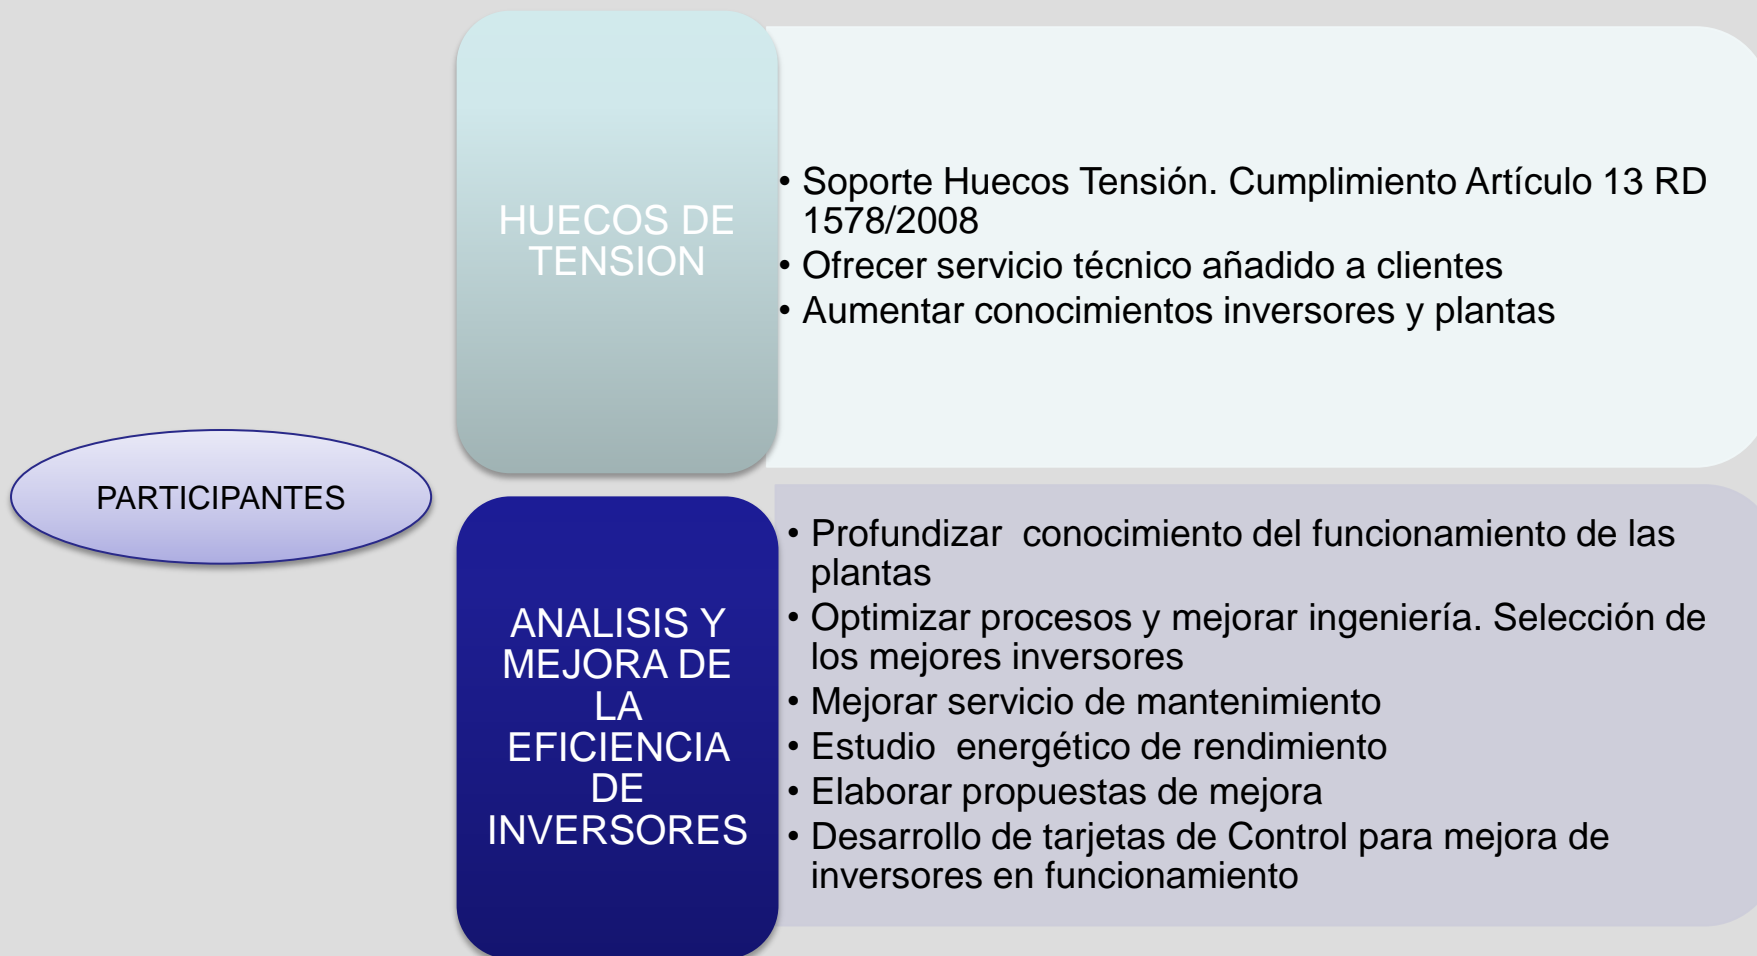 PARTICIPANTES
HUECOS DE
TENSION
• Soporte Huecos Tensión. Cumplimiento Artículo 13 RD
1578/2008
• Ofrecer servicio técnico añadido a clientes
• Aumentar conocimientos inversores y plantas
ANALISIS Y
MEJORA DE
LA
EFICIENCIA
DE
INVERSORES
• Profundizar  conocimiento del funcionamiento de las
plantas
• Optimizar procesos y mejorar ingeniería. Selección de
los mejores inversores
• Mejorar servicio de mantenimiento
• Estudio  energético de rendimiento
• Elaborar propuestas de mejora
• Desarrollo de tarjetas de Control para mejora de
inversores en funcionamiento